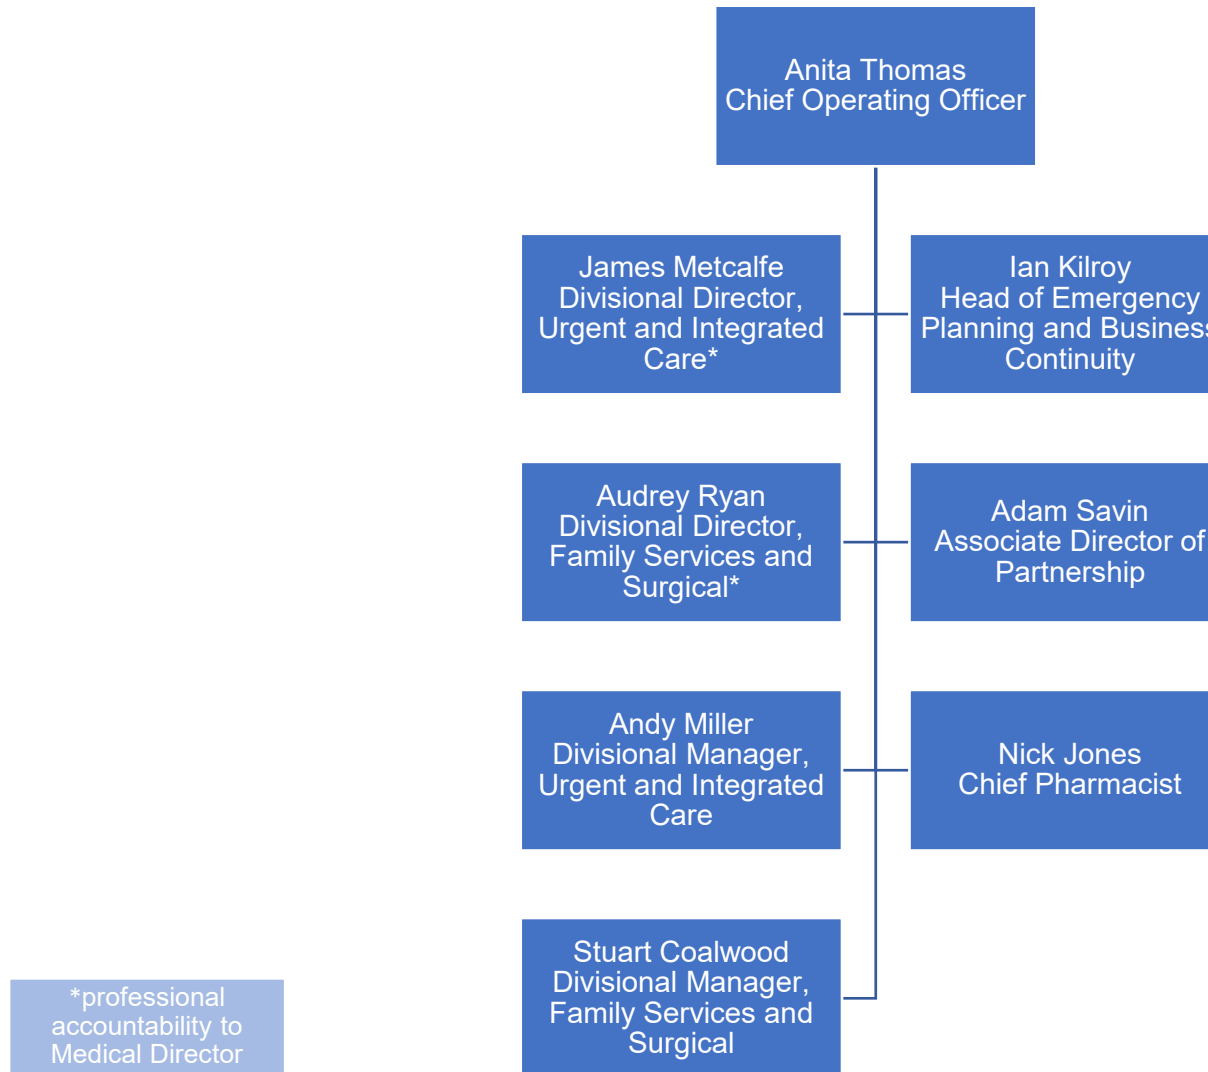 Anita Thomas
Chief Operating Officer
James Metcalfe
Divisional Director,
Urgent and Integrated
Care*
Ian Kilroy
Head of Emergency
Planning and Business
Continuity
Audrey Ryan
Divisional Director,
Family Services and
Surgical*
Adam Savin
Associate Director of
Partnership
Andy Miller
Divisional Manager,
Urgent and Integrated
Care
Nick Jones
Chief Pharmacist
Stuart Coalwood
Divisional Manager,
Family Services and
Surgical
*professional
accountability to
Medical Director